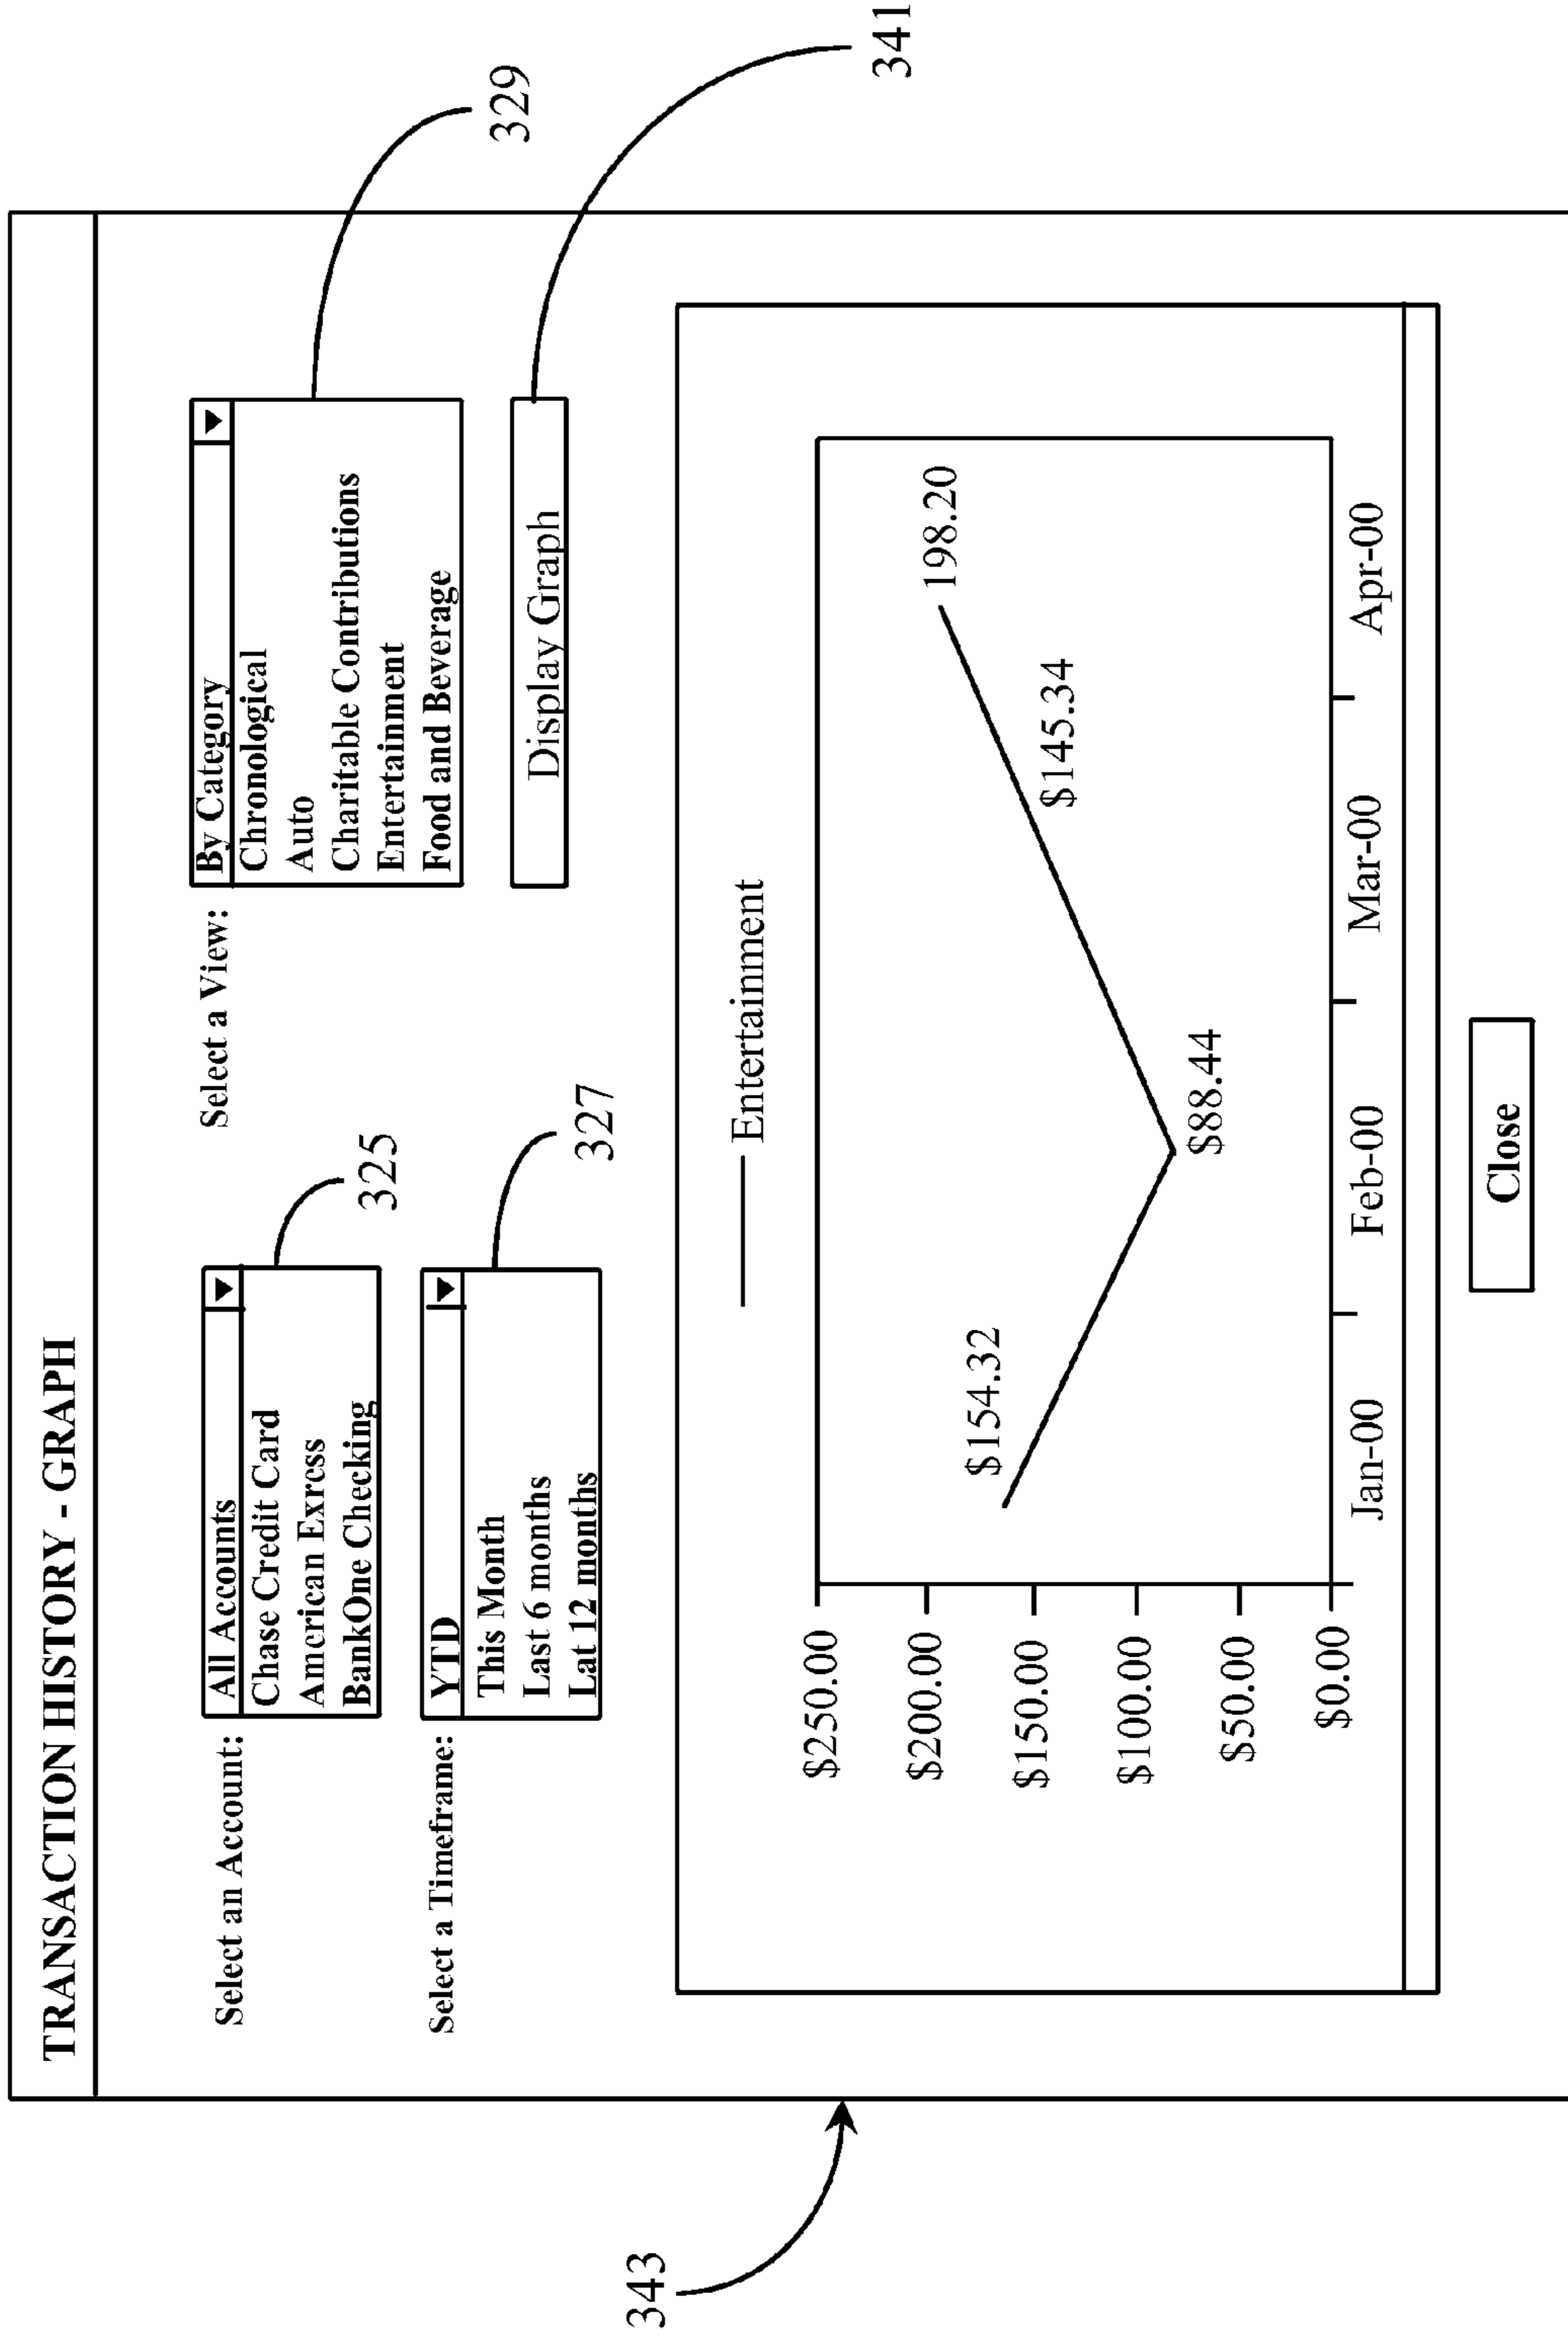 TRANSACTION HISTORY - GRAPH
Select an Account:
All Accounts
Chase Credit Card
American Exress
BankOne Checking
325
Select a View:
By Category
Chronological
Auto
Charitable Contributions
Entertainment
Food and Beverage
329
Select a Timeframe:
YTD
This Month
Last 6 months
Lat 12 months
327
Display Graph
341
343
Entertainment
$250.00
$200.00
$150.00
$100.00
$50.00
$0.00
$154.32
$88.44
$145.34
198.20
Jan-00
Feb-00
Mar-00
Apr-00
Close